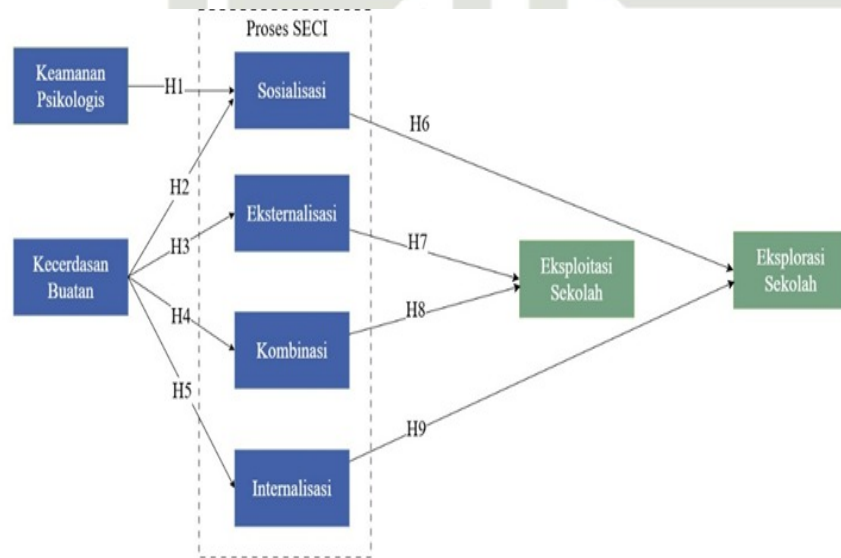 Proses SECI
Keamanan
Psikologis
H1
Sosialisasi
H6
H2
Eksternalisasi
H3
H7
Kecerdasan
Buatan
Eksploitasi
Sekolah
Eksplorasi
Sekolah
H4
H8
Kombinasi
H5
H9
Internalisasi